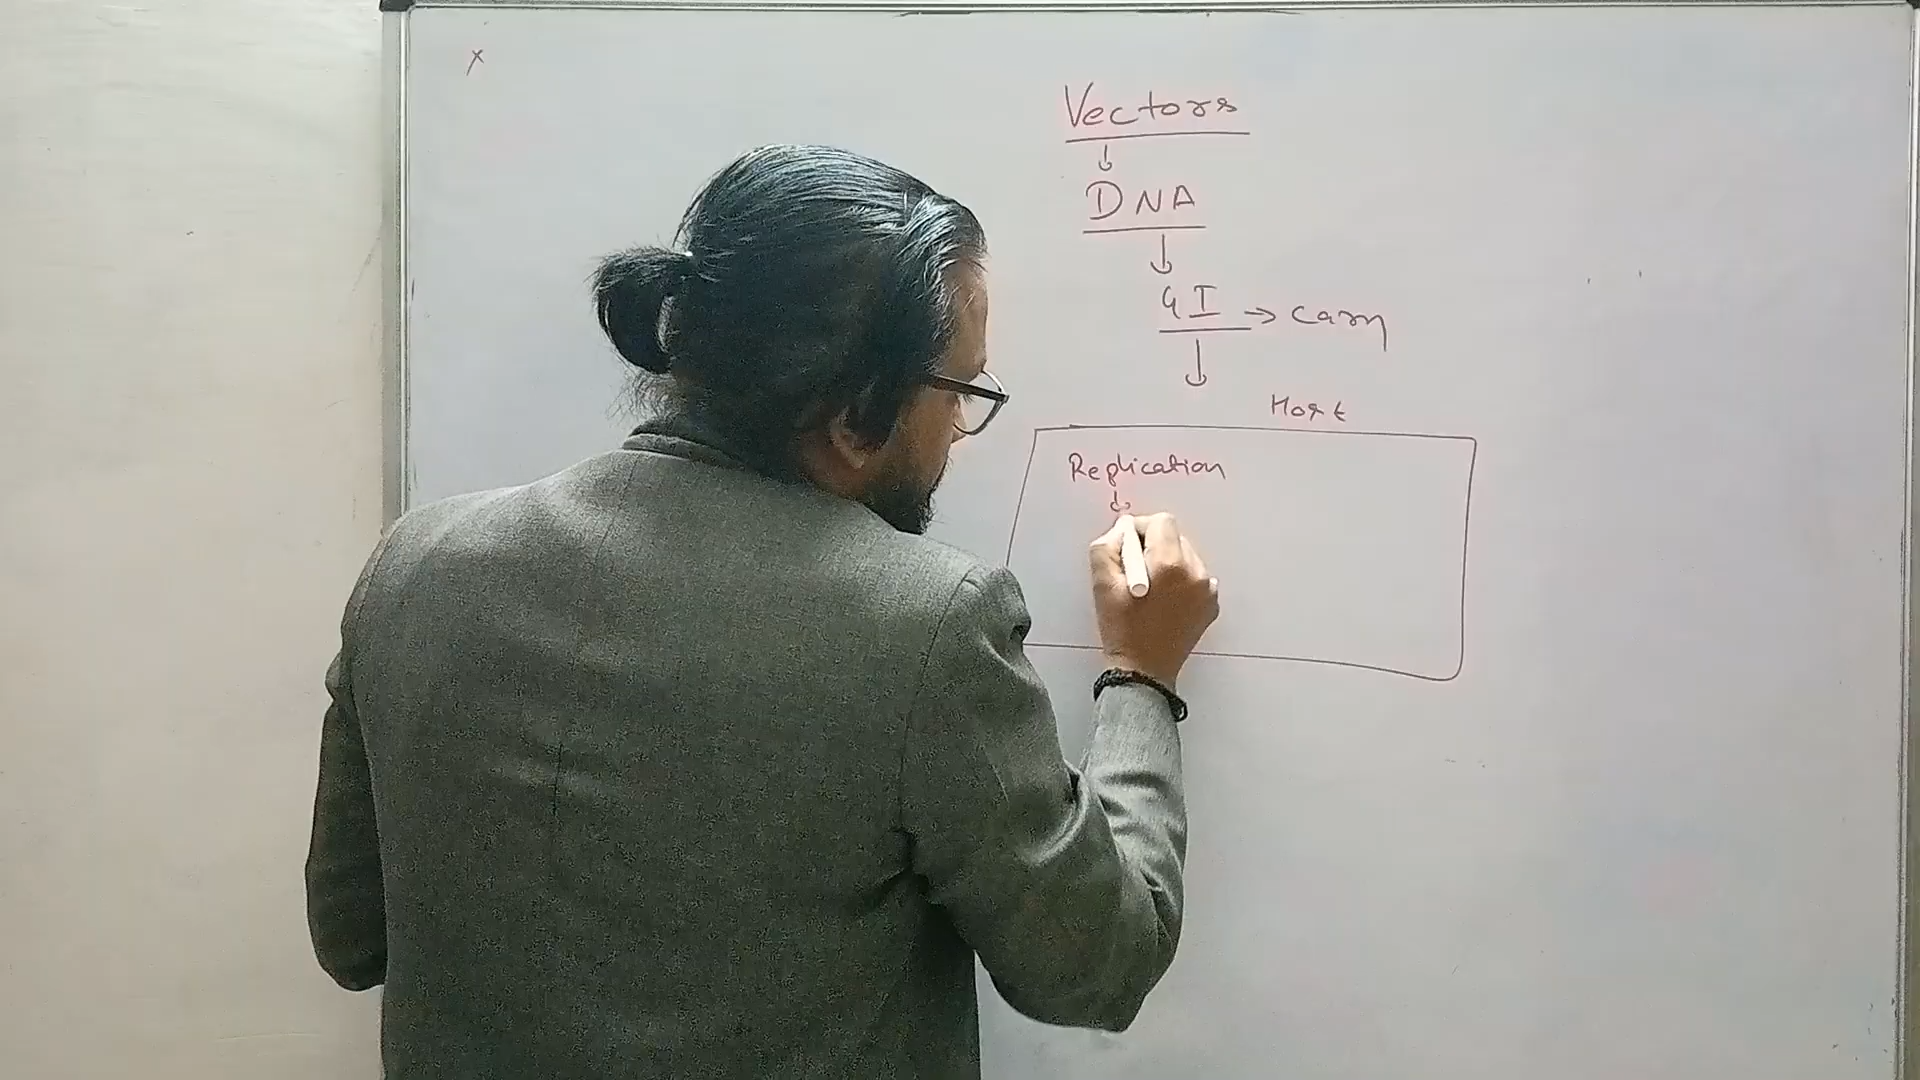 x
Vectors
DNA
GI → carry
Host
Replication